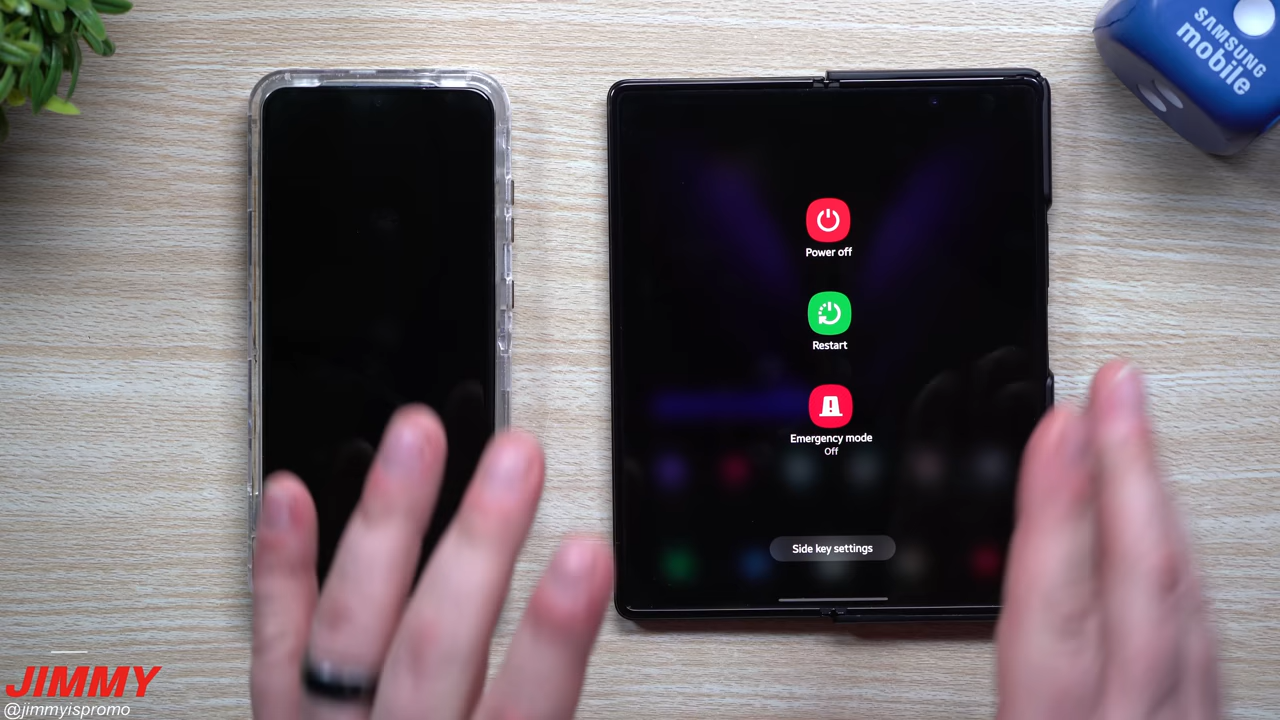 SAMSUNG
mobile
Power off
Restart
Emergency mode
Off
Side key settings
JIMMY
@jimmyispromo